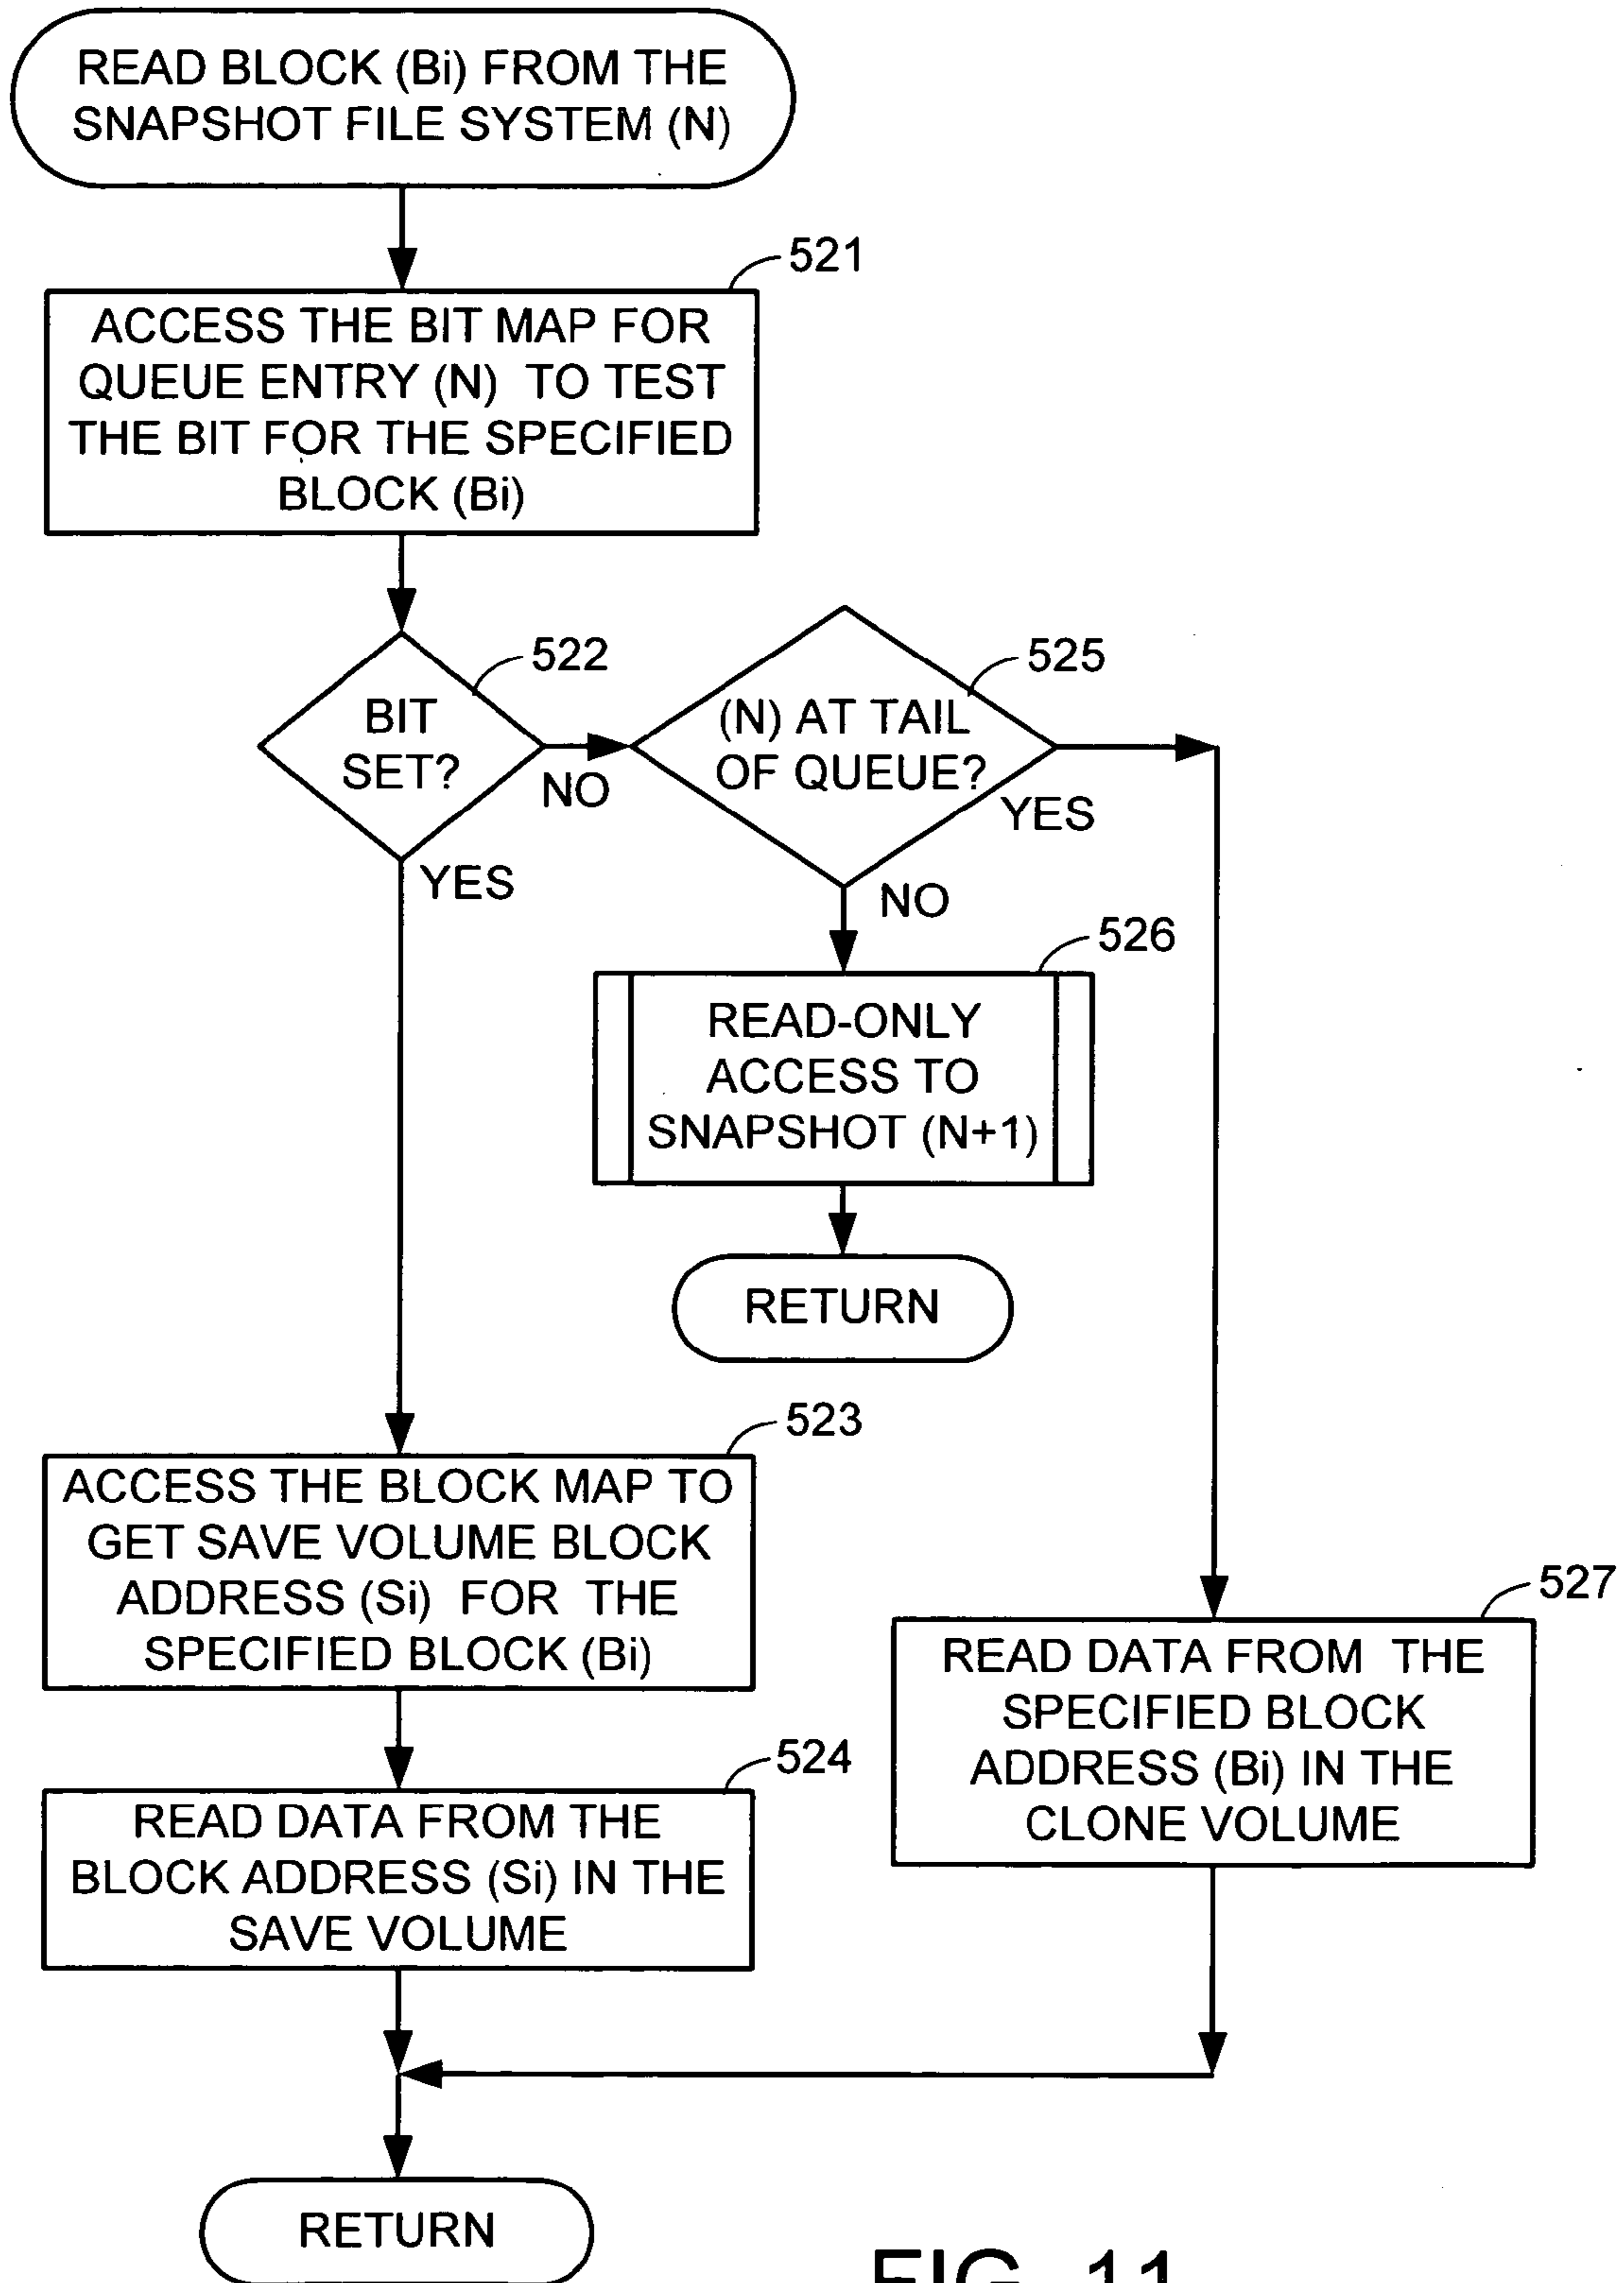 READ BLOCK (Bi) FROM THE
SNAPSHOT FILE SYSTEM (N)
521
ACCESS THE BIT MAP FOR
QUEUE ENTRY (N) TO TEST
THE BIT FOR THE SPECIFIED
BLOCK (Bi)
522
BIT
SET?
NO
YES
525
(N) AT TAIL
OF QUEUE?
YES
NO
526
READ-ONLY
ACCESS TO
SNAPSHOT (N+1)
RETURN
523
ACCESS THE BLOCK MAP TO
GET SAVE VOLUME BLOCK
ADDRESS (Si) FOR THE
SPECIFIED BLOCK (Bi)
524
READ DATA FROM THE
BLOCK ADDRESS (Si) IN THE
SAVE VOLUME
527
READ DATA FROM THE
SPECIFIED BLOCK
ADDRESS (Bi) IN THE
CLONE VOLUME
RETURN
FIG. 11